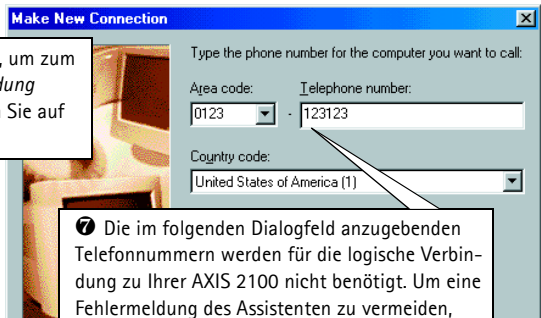 Make New Connection
, um zum
dung
Sie auf
Type the phone number for the computer you want to call:
Area code:
Telephone number:
0123
-
123123
Country code:
United States of America (1)
❼ Die im folgenden Dialogfeld anzugebenden
Telefonnummern werden für die logische Verbin-
dung zu Ihrer AXIS 2100 nicht benötigt. Um eine
Fehlermeldung des Assistenten zu vermeiden,